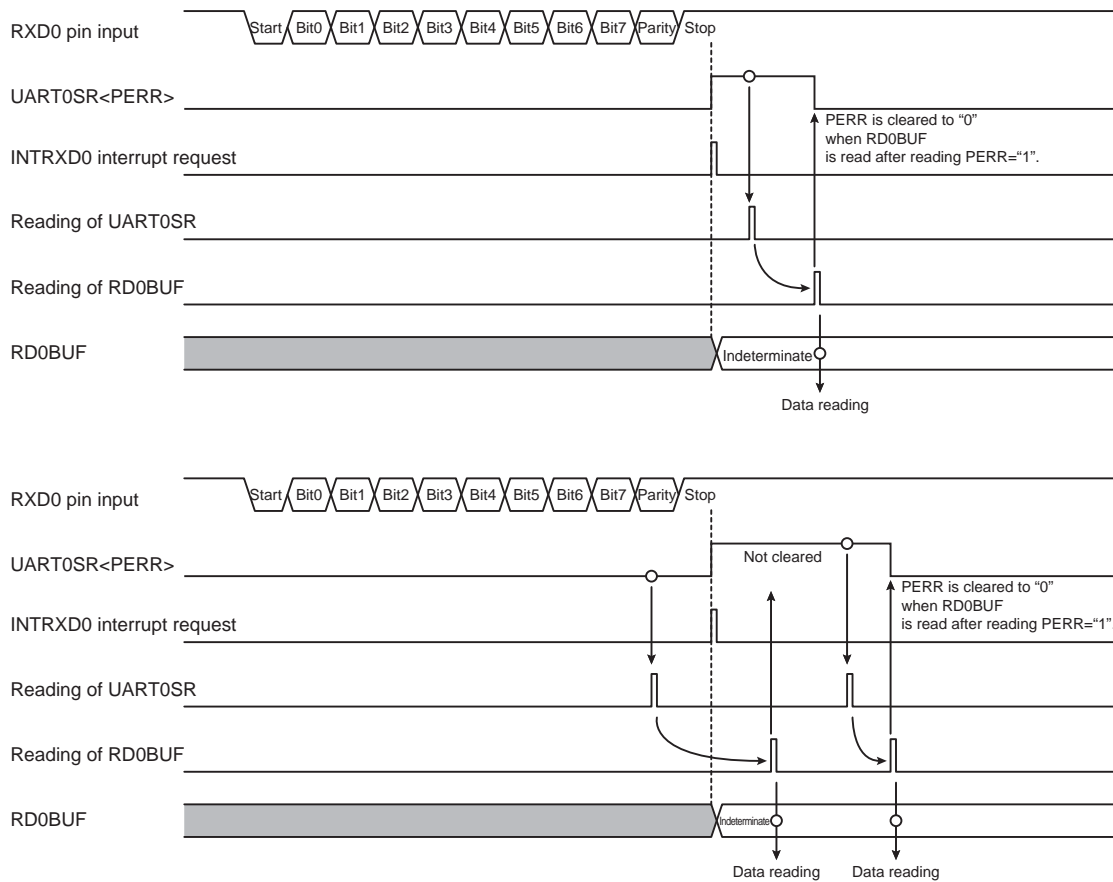 RXD0 pin input
Start Bit0 Bit1 Bit2 Bit3 Bit4 Bit5 Bit6 Bit7 Parity Stop
UART0SR<PERR>
PERR is cleared to “0”
when RD0BUF
is read after reading PERR=“1”.
INTRXD0 interrupt request
Reading of UART0SR
Reading of RD0BUF
RD0BUF
Indeterminate
Data reading
RXD0 pin input
Start Bit0 Bit1 Bit2 Bit3 Bit4 Bit5 Bit6 Bit7 Parity Stop
UART0SR<PERR>
Not cleared
PERR is cleared to “0”
when RD0BUF
is read after reading PERR=“1”.
INTRXD0 interrupt request
Reading of UART0SR
Reading of RD0BUF
RD0BUF
Indeterminate
Data reading Data reading